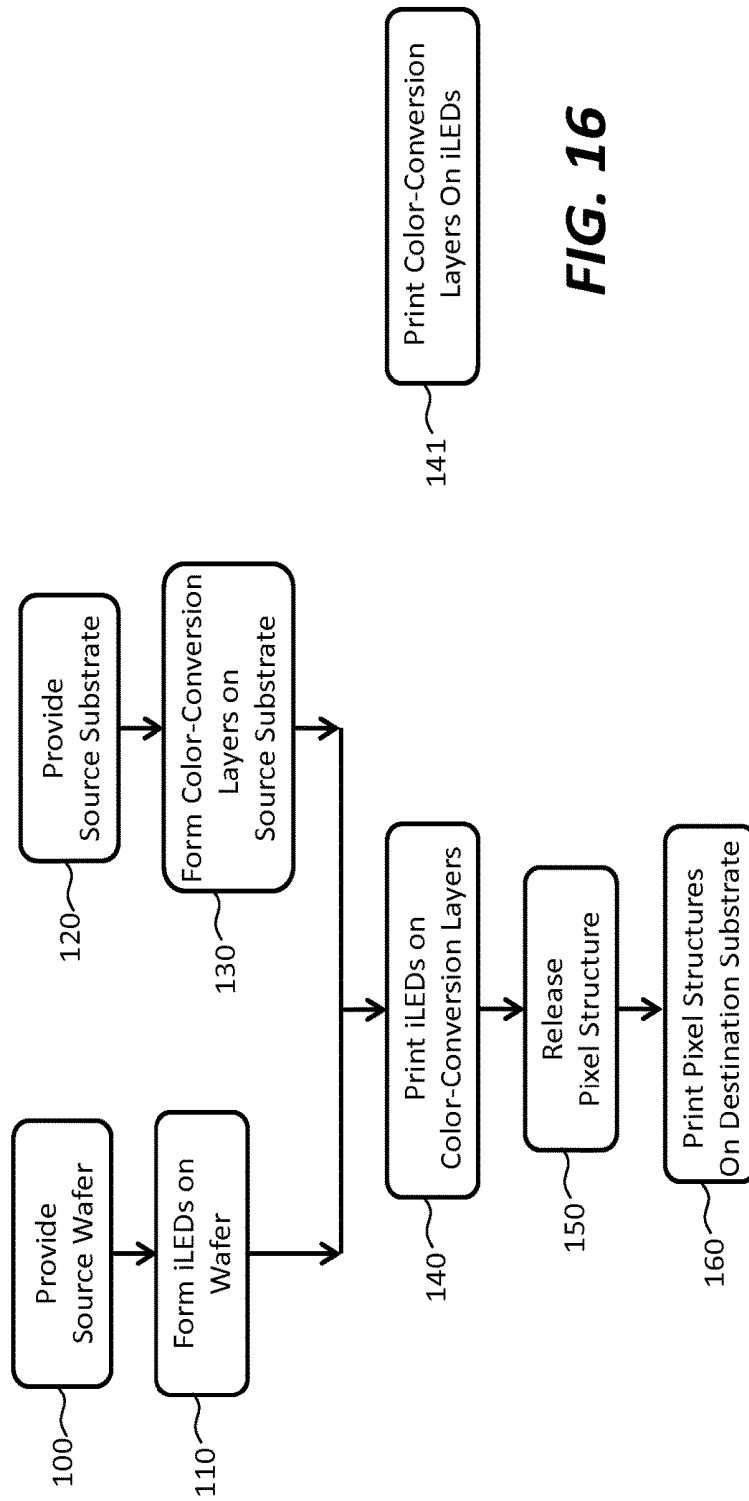 100
Provide
Source Wafer
110
Form iLEDs on
Wafer
120
Provide
Source Substrate
130
Form Color-Conversion
Layers on
Source Substrate
140
Print iLEDs on
Color-Conversion Layers
141
Print Color-Conversion
Layers On iLEDs
150
Release
Pixel Structure
160
Print Pixel Structures
On Destination Substrate
FIG. 16